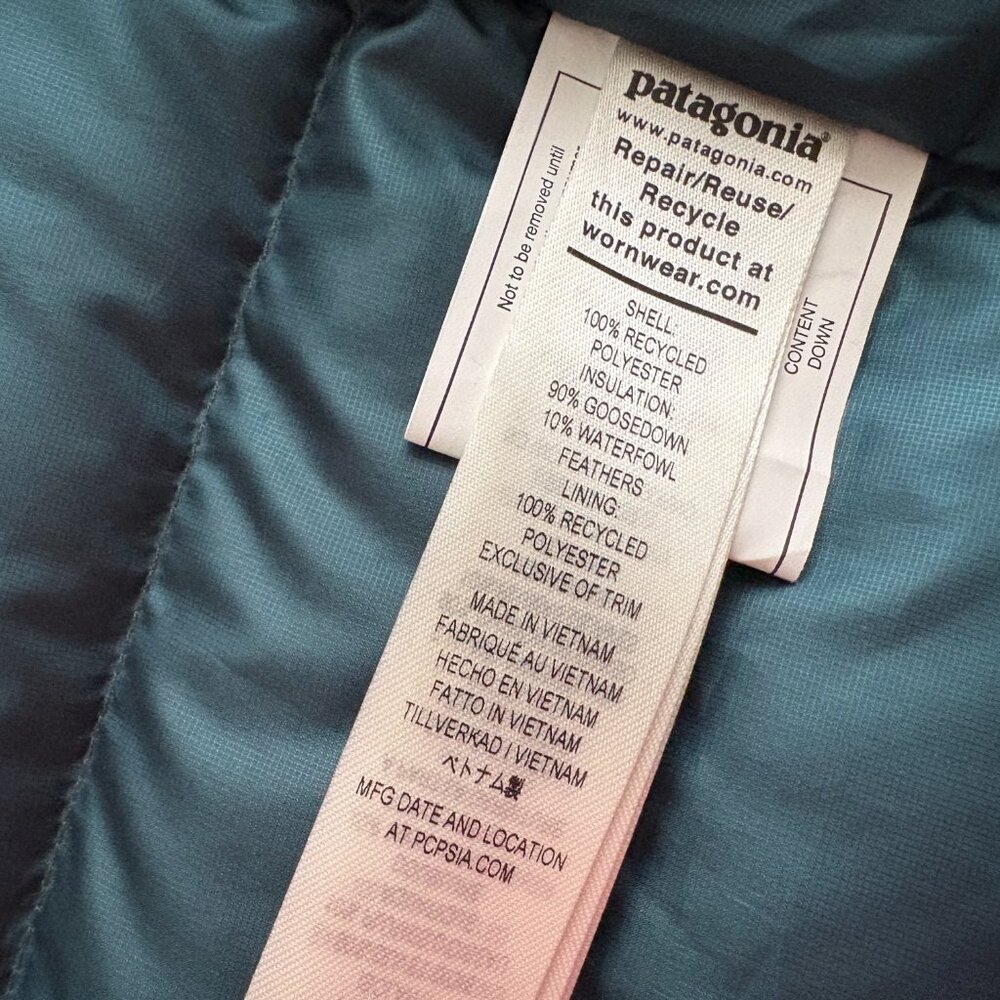 patagonia®
www.patagonia.com
Repair/Reuse/
Recycle
this product at
wornwear.com
SHELL:
100% RECYCLED
POLYESTER
INSULATION:
90% GOOSEDOWN
10% WATERFOWL
FEATHERS
LINING:
100% RECYCLED
POLYESTER
EXCLUSIVE OF TRIM
MADE IN VIETNAM
FABRIQUÉ AU VIETNAM
HECHO EN VIETNAM
FATTO IN VIETNAM
TILLVERKAD I VIETNAM
ベトナム製
MFG DATE AND LOCATION
AT PCPSIA.COM
Not to be removed until
CONTENT
DOWN